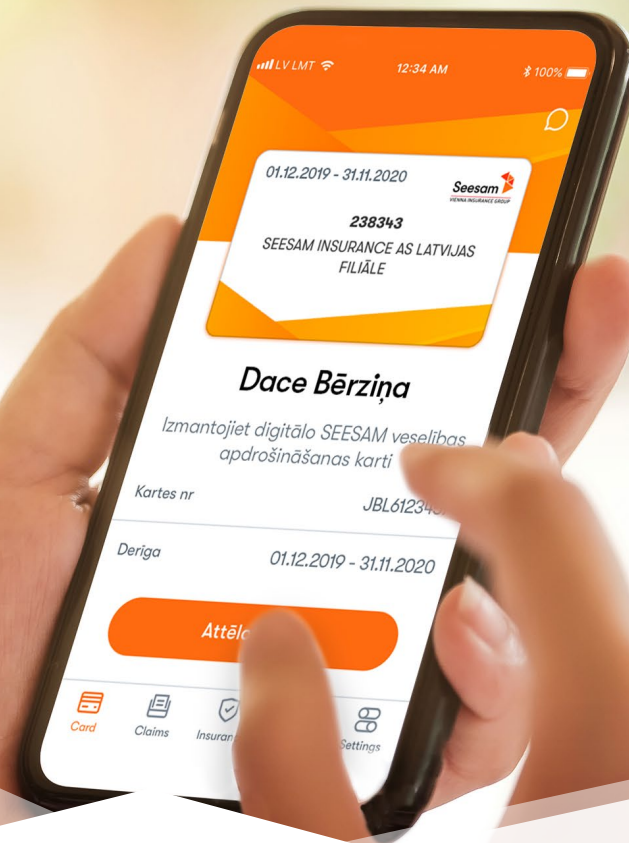 LV LMT
12:34 AM
100%
01.12.2019 - 31.11.2020
Seesam
VIENNA INSURANCE GROUP
238343
SEESAM INSURANCE AS LATVIJAS
FILIĀLE
Dace Bērziņa
Izmantojiet digitālo SEESAM veselības
apdrošināšanas karti
Kartes nr
Derīga
01.12.2019 - 31.11.2020
Card
Claims
Settings